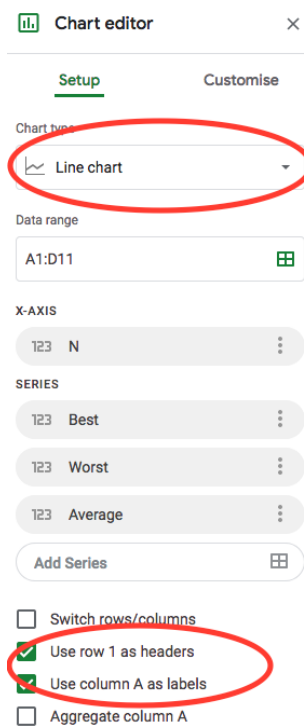 Chart editor
Setup Customise
Chart type
Line chart
Data range
A1:D11
X-AXIS
123 N
SERIES
123 Best
123 Worst
123 Average
Add Series
Switch rows/columns
Use row 1 as headers
Use column A as labels
Aggregate column A